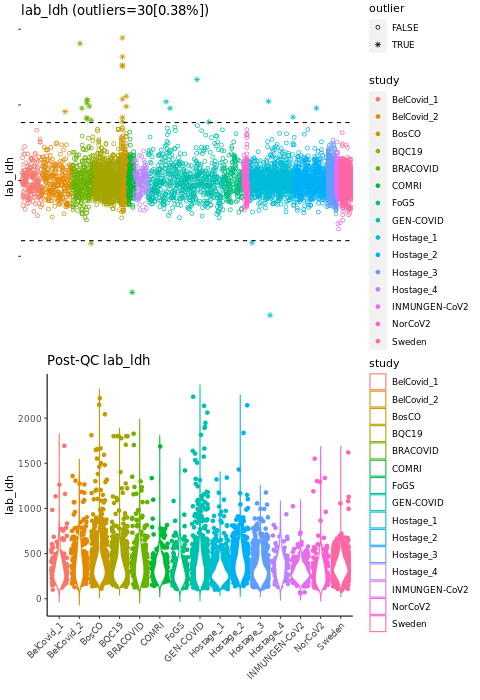 lab_ldh (outliers=30[0.38%])
lab_ldh
outlier
FALSE
TRUE
study
BelCovid_1
BelCovid_2
BosCO
BQC19
BRACOVID
COMRI
FoGS
GEN-COVID
Hostage_1
Hostage_2
Hostage_3
Hostage_4
INMUNGEN-CoV2
NorCoV2
Sweden
Post-QC lab_ldh
lab_ldh
2000
1500
1000
500
0
BelCovid_1
BelCovid_2
BosCO
BQC19
BRACOVID
COMRI
FoGS
GEN-COVID
Hostage_1
Hostage_2
Hostage_3
Hostage_4
INMUNGEN-CoV2
NorCoV2
Sweden
study
BelCovid_1
BelCovid_2
BosCO
BQC19
BRACOVID
COMRI
FoGS
GEN-COVID
Hostage_1
Hostage_2
Hostage_3
Hostage_4
INMUNGEN-CoV2
NorCoV2
Sweden